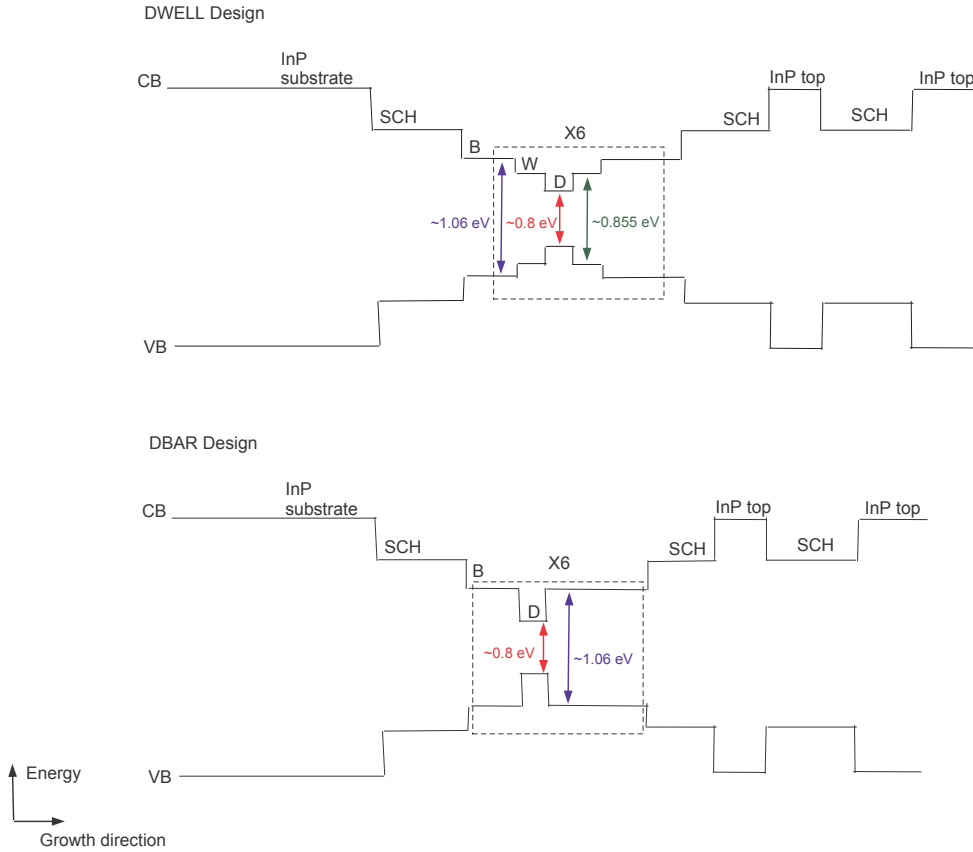 DWELL Design
InP
substrate
CB
InP top
InP top
SCH
SCH
SCH
X6
B
W
D
~1.06 eV
~0.8 eV
~0.855 eV
VB
DBAR Design
InP
substrate
CB
InP top
InP top
SCH
SCH
SCH
X6
B
D
~0.8 eV
~1.06 eV
Energy
VB
Growth direction